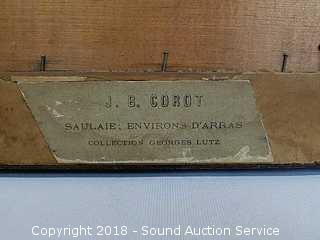 J. B. COROT
SAULAIE; ENVIRONS D'ARRAS
COLLECTION GEORGES LUTZ
Copyright 2018 - Sound Auction Service